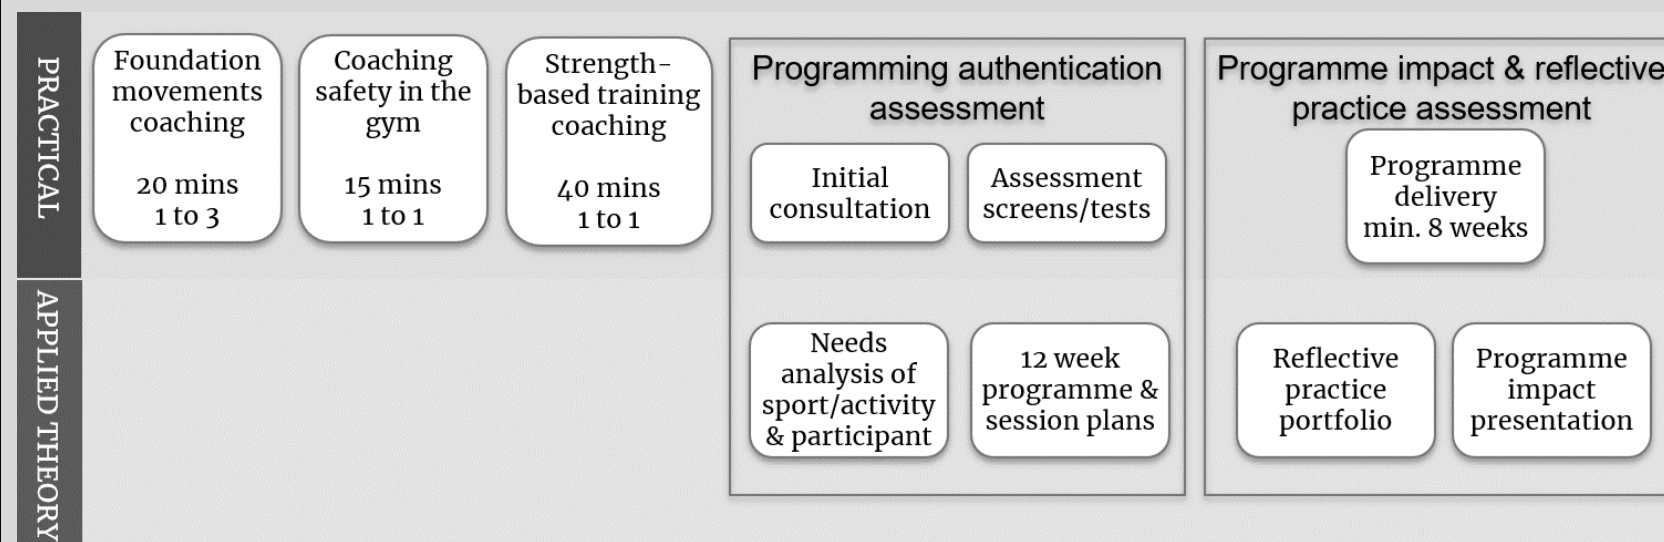 PRACTICAL
Foundation
movements
coaching
20 mins
1 to 3
Coaching
safety in the
gym
15 mins
1 to 1
Strength-
based training
coaching
40 mins
1 to 1
Programming authentication
assessment
Initial
consultation
Assessment
screens/tests
Programme impact & reflective
practice assessment
Programme
delivery
min. 8 weeks
APPLIED THEORY
Needs
analysis of
sport/activity
& participant
12 week
programme &
session plans
Reflective
practice
portfolio
Programme
impact
presentation